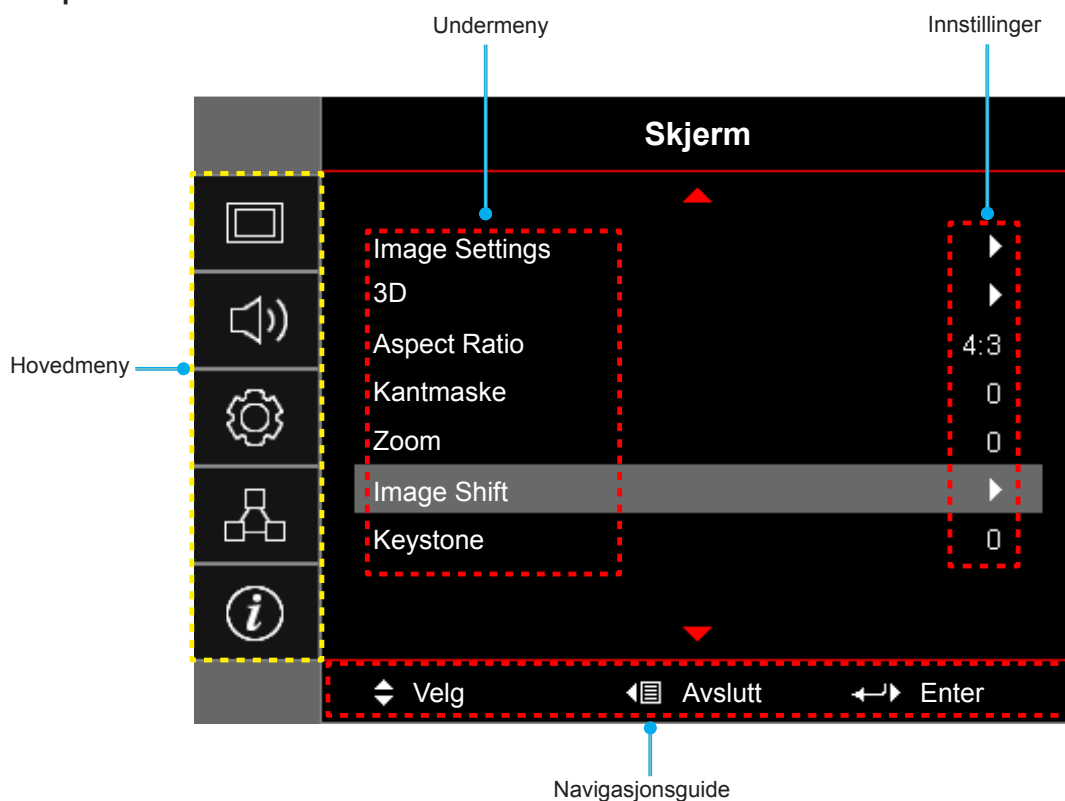 Undermeny
Innstillinger
Skjerm
Image Settings
3D
Aspect Ratio 4:3
Hovedmeny
Kantmaske 0
Zoom 0
Image Shift
Keystone 0
Velg Avslutt Enter
Navigasjonsguide